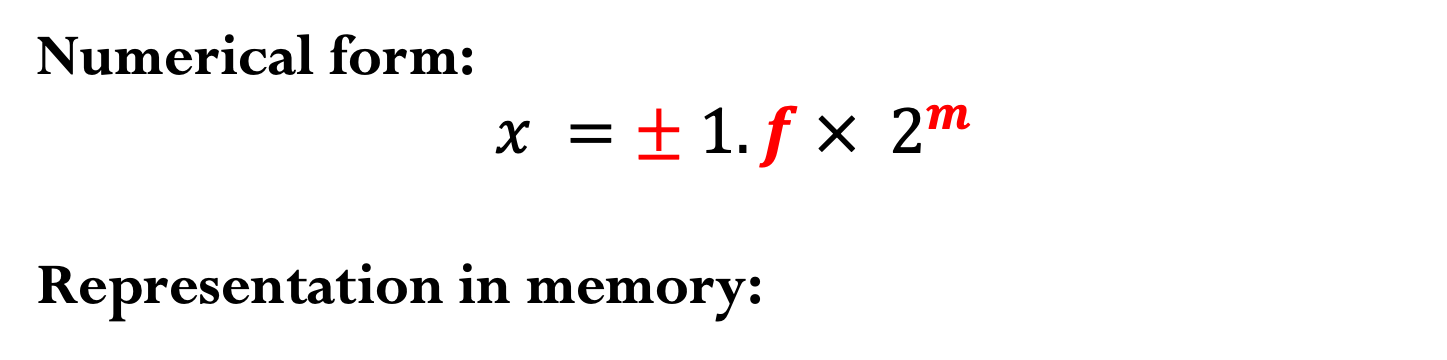 Numerical form:
x = ± 1. f × 2^m
Representation in memory: